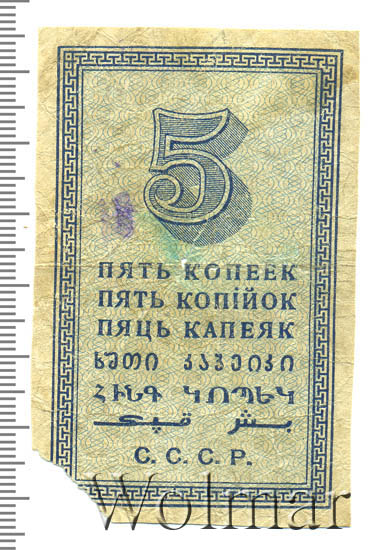 5
ПЯТЬ КОПЕЕК
ПЯТЬ КОПІЙОК
ПЯЦЬ КАПЕЯК
ხუთი კაპეიკი
ՀԻՆԳ ԿՈՊԵԿ
بش قپك
С. С. С. Р.
Wolmar